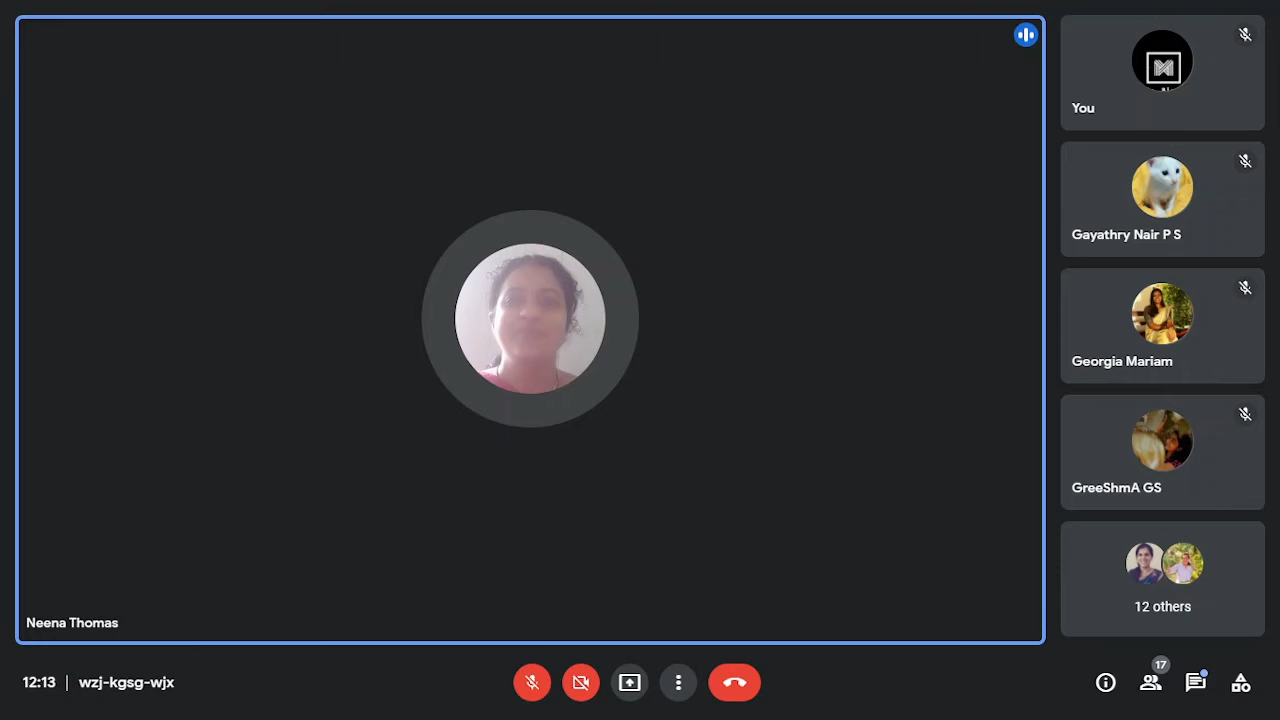 You
Gayathry Nair P S
Georgia Mariam
GreeShmA GS
12 others
Neena Thomas
12:13 | wzj-kgsg-wjx
17